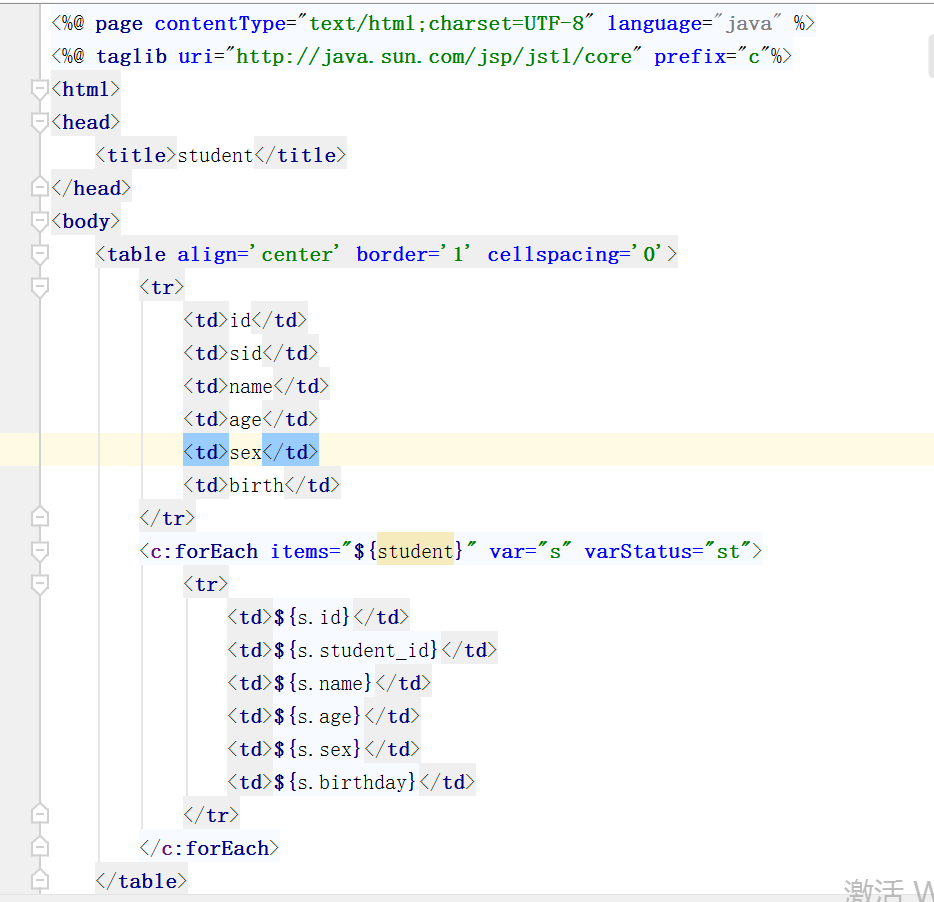 <%@ page contentType="text/html;charset=UTF-8" language="java" %>
<%@ taglib uri="http://java.sun.com/jsp/jstl/core" prefix="c"%>
<html>
<head>
    <title>student</title>
</head>
<body>
    <table align='center' border='1' cellspacing='0'>
        <tr>
            <td>id</td>
            <td>sid</td>
            <td>name</td>
            <td>age</td>
            <td>sex</td>
            <td>birth</td>
        </tr>
        <c:forEach items="${student}" var="s" varStatus="st">
            <tr>
                <td>${s.id}</td>
                <td>${s.student_id}</td>
                <td>${s.name}</td>
                <td>${s.age}</td>
                <td>${s.sex}</td>
                <td>${s.birthday}</td>
            </tr>
        </c:forEach>
    </table>
激活 W